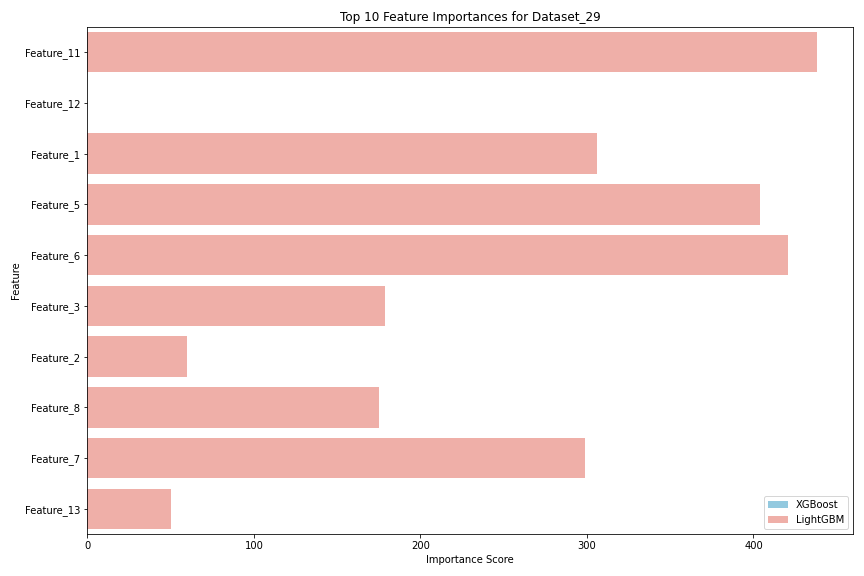 Top 10 Feature Importances for Dataset_29
Feature
Feature_11
Feature_12
Feature_1
Feature_5
Feature_6
Feature_3
Feature_2
Feature_8
Feature_7
Feature_13
XGBoost
LightGBM
0 100 200 300 400
Importance Score